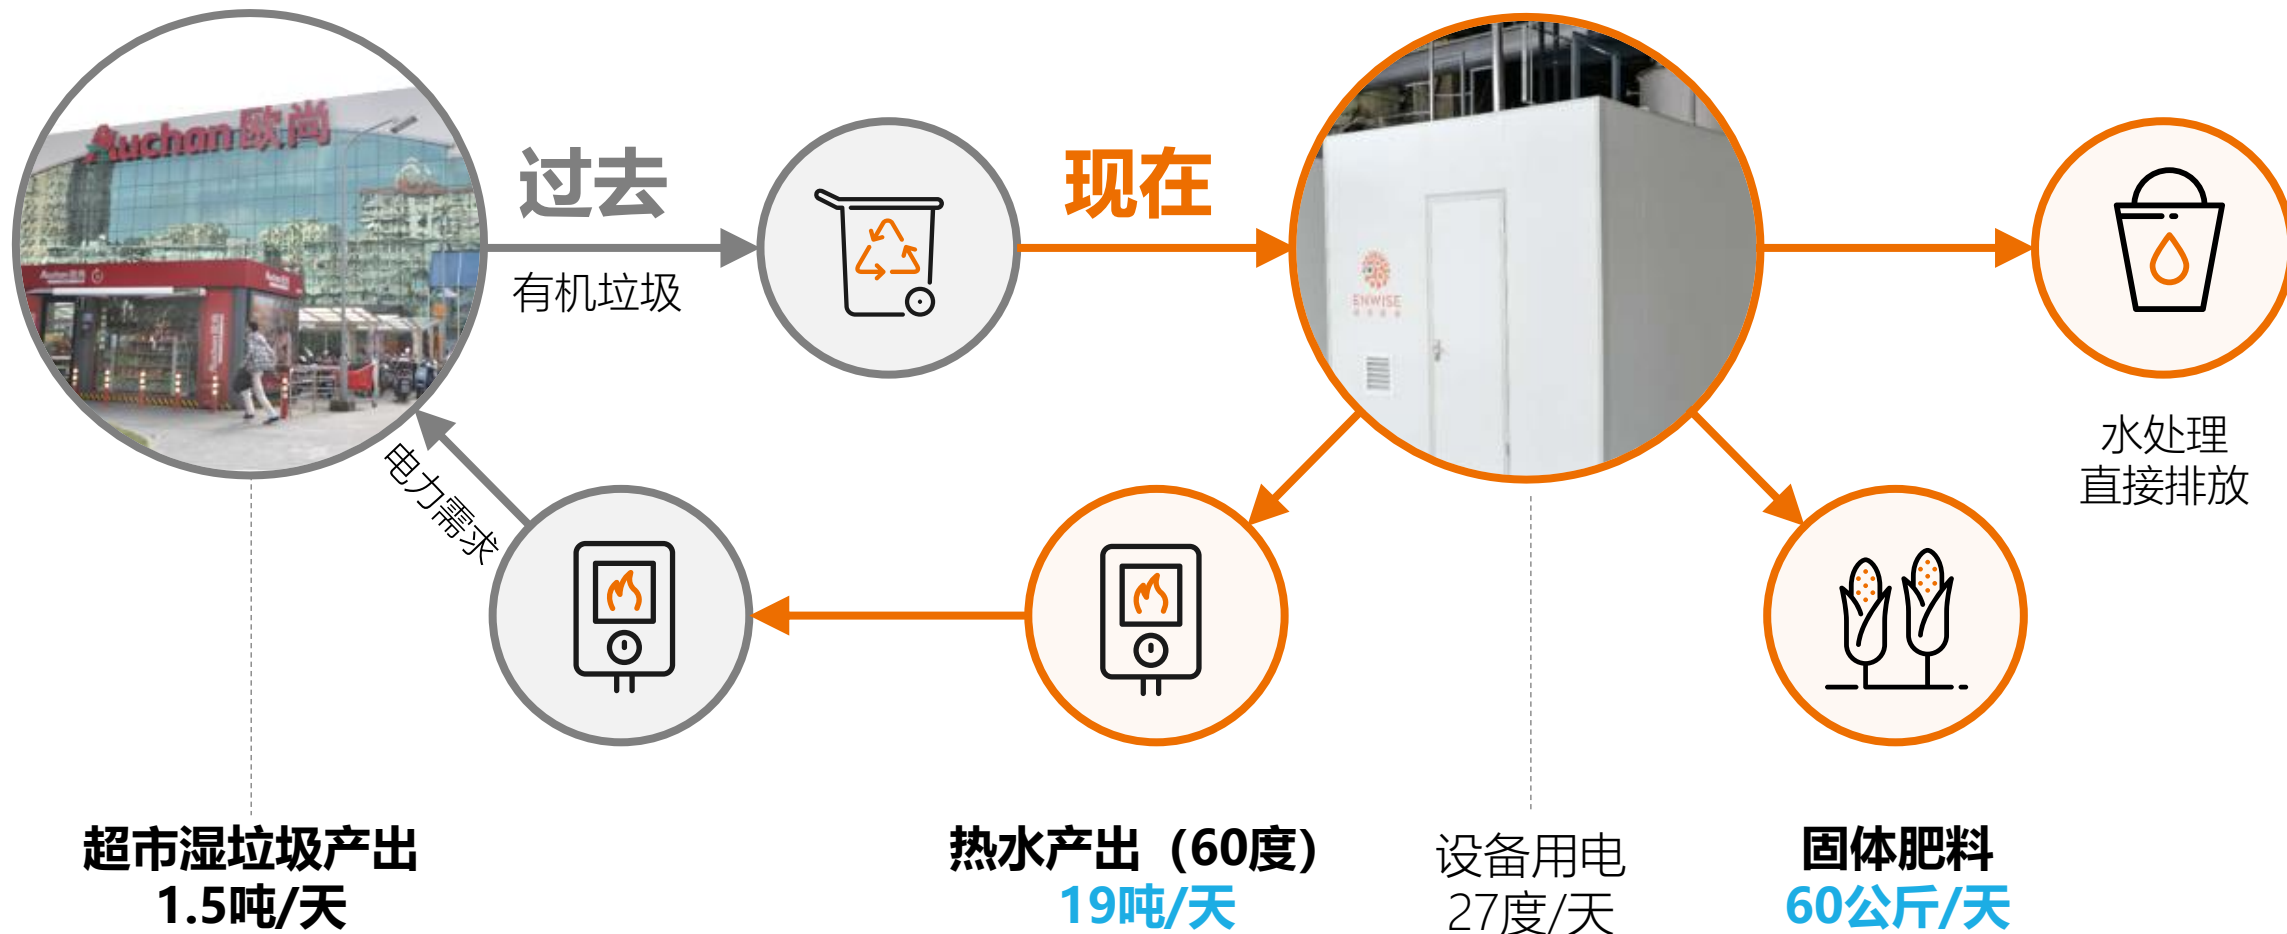 Auchan 欧尚
过去
有机垃圾
现在
ENWISE
水处理
直接排放
电力需求
超市湿垃圾产出
1.5吨/天
热水产出（60度）
19吨/天
设备用电
27度/天
固体肥料
60公斤/天